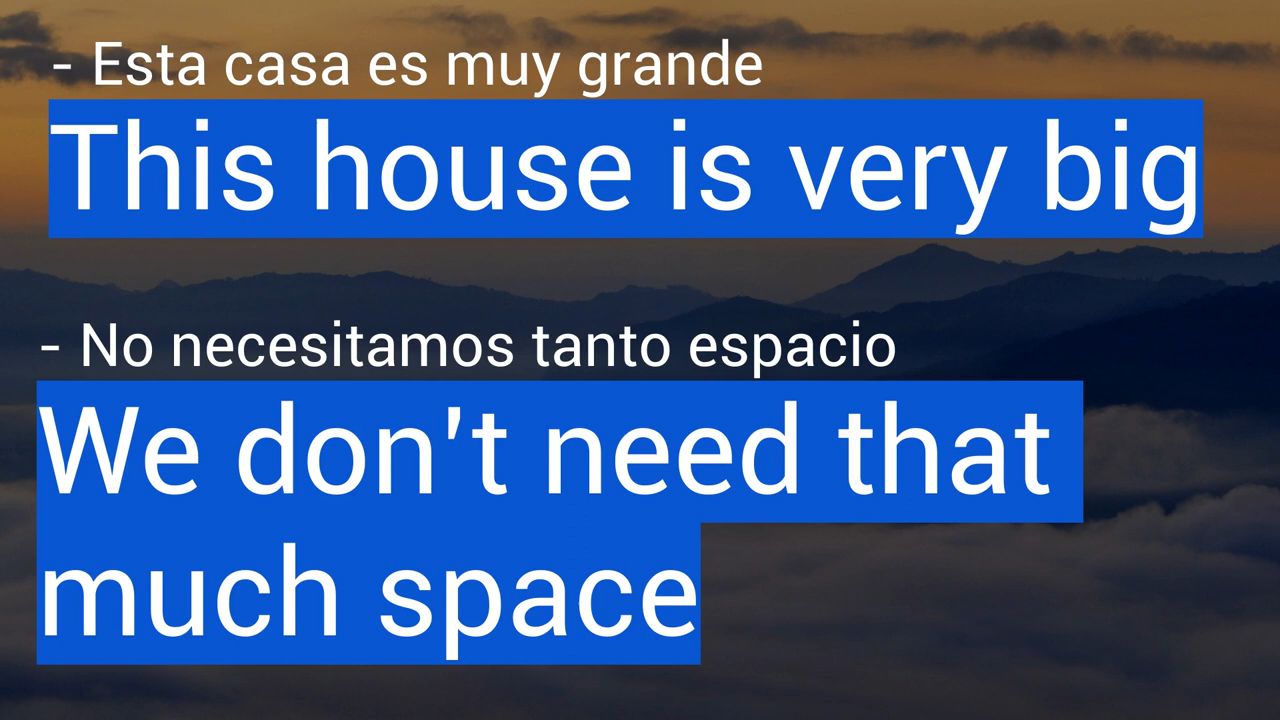 - Esta casa es muy grande
This house is very big
- No necesitamos tanto espacio
We don't need that
much space